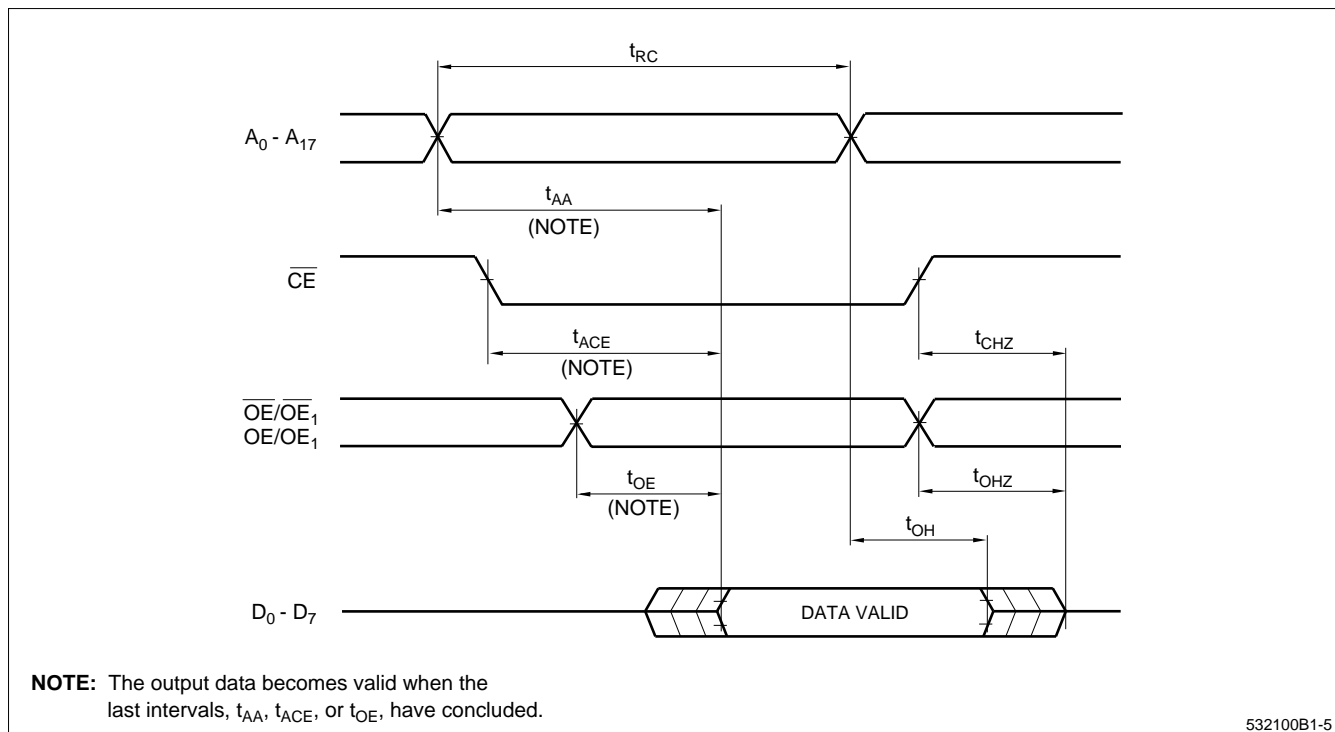 tRC
A0 - A17
tAA
(NOTE)
CE
tACE
(NOTE)
tCHZ
OE/OE1
OE/OE1
tOE
(NOTE)
tOHZ
tOH
D0 - D7
DATA VALID
NOTE: The output data becomes valid when the
last intervals, tAA, tACE, or tOE, have concluded.
532100B1-5